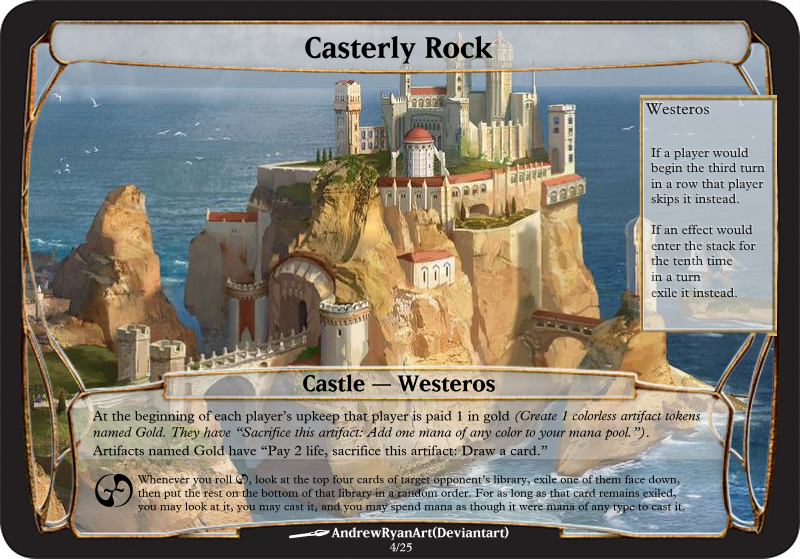 Casterly Rock
Westeros
If a player would
begin the third turn
in a row that player
skips it instead.
If an effect would
enter the stack for
the tenth time
in a turn
exile it instead.
Castle — Westeros
At the beginning of each player's upkeep that player is paid 1 in gold (Create 1 colorless artifact tokens
named Gold. They have “Sacrifice this artifact: Add one mana of any color to your mana pool.”).
Artifacts named Gold have “Pay 2 life, sacrifice this artifact: Draw a card.”
Whenever you roll , look at the top four cards of target opponent's library, exile one of them face down,
then put the rest on the bottom of that library in a random order. For as long as that card remains exiled,
you may look at it, you may cast it, and you may spend mana as though it were mana of any type to cast it.
AndrewRyanArt(Deviantart)
4/25